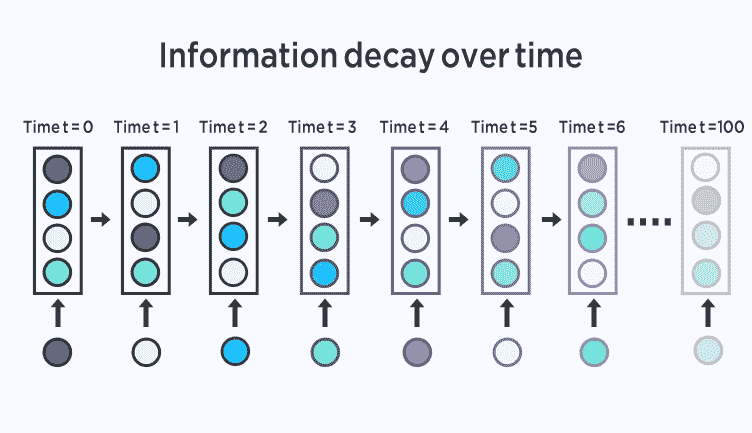 Information decay over time
Time t = 0
Time t = 1
Time t = 2
Time t = 3
Time t = 4
Time t = 5
Time t =6
Time t =100